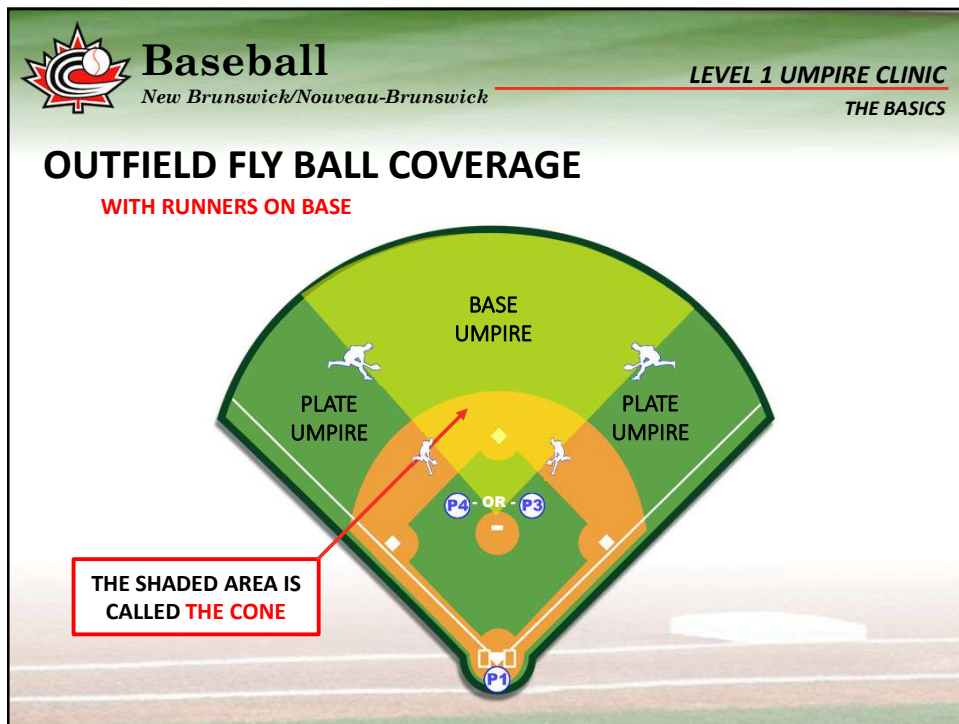 Baseball
New Brunswick/Nouveau-Brunswick
LEVEL 1 UMPIRE CLINIC
THE BASICS
OUTFIELD FLY BALL COVERAGE
WITH RUNNERS ON BASE
BASE
UMPIRE
PLATE
UMPIRE
PLATE
UMPIRE
P4 - OR - P3
THE SHADED AREA IS
CALLED THE CONE
P1